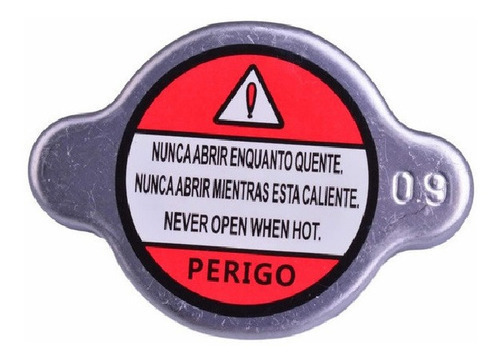 !
NUNCA ABRIR ENQUANTO QUENTE.
NUNCA ABRIR MIENTRAS ESTA CALIENTE.
NEVER OPEN WHEN HOT.
PERIGO
0.9